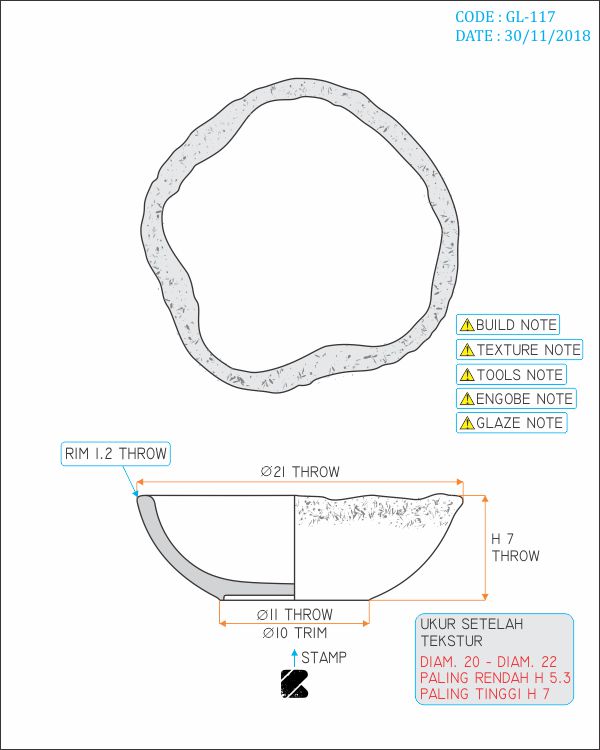 CODE : GL-117
DATE : 30/11/2018
BUILD NOTE
TEXTURE NOTE
TOOLS NOTE
ENGOBE NOTE
GLAZE NOTE
RIM 1.2 THROW
Ø21 THROW
H 7
THROW
Ø11 THROW
Ø10 TRIM
STAMP
UKUR SETELAH
TEKSTUR
DIAM. 20 - DIAM. 22
PALING RENDAH H 5.3
PALING TINGGI H 7